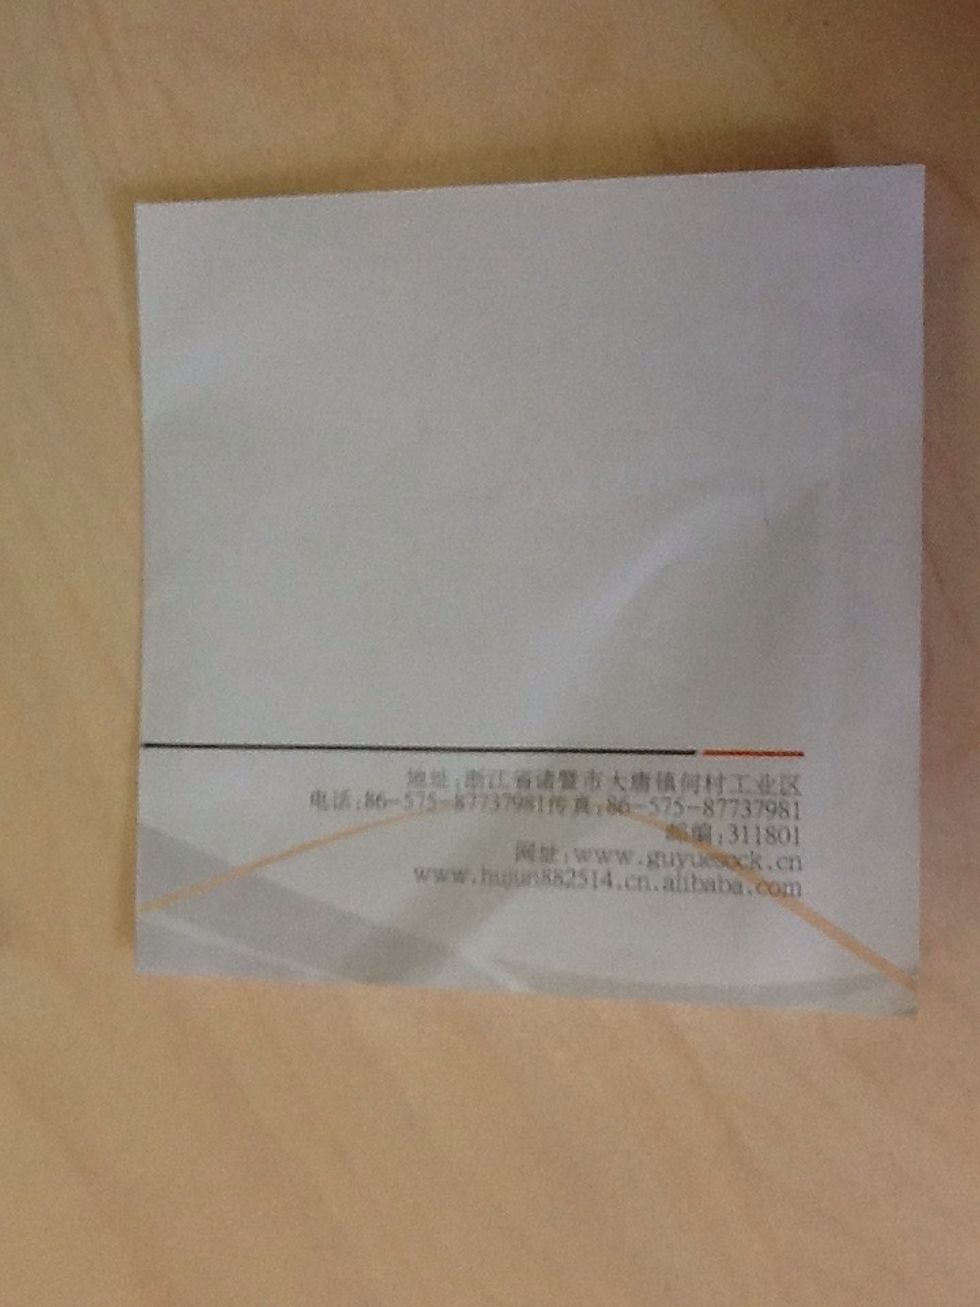 地址:浙江省诸暨市大唐镇何村工业区
电话:86-575-87737981传真:86-575-87737981
邮编:311801
网址:www.guyuesock.cn
www.hujun882514.cn.alibaba.com